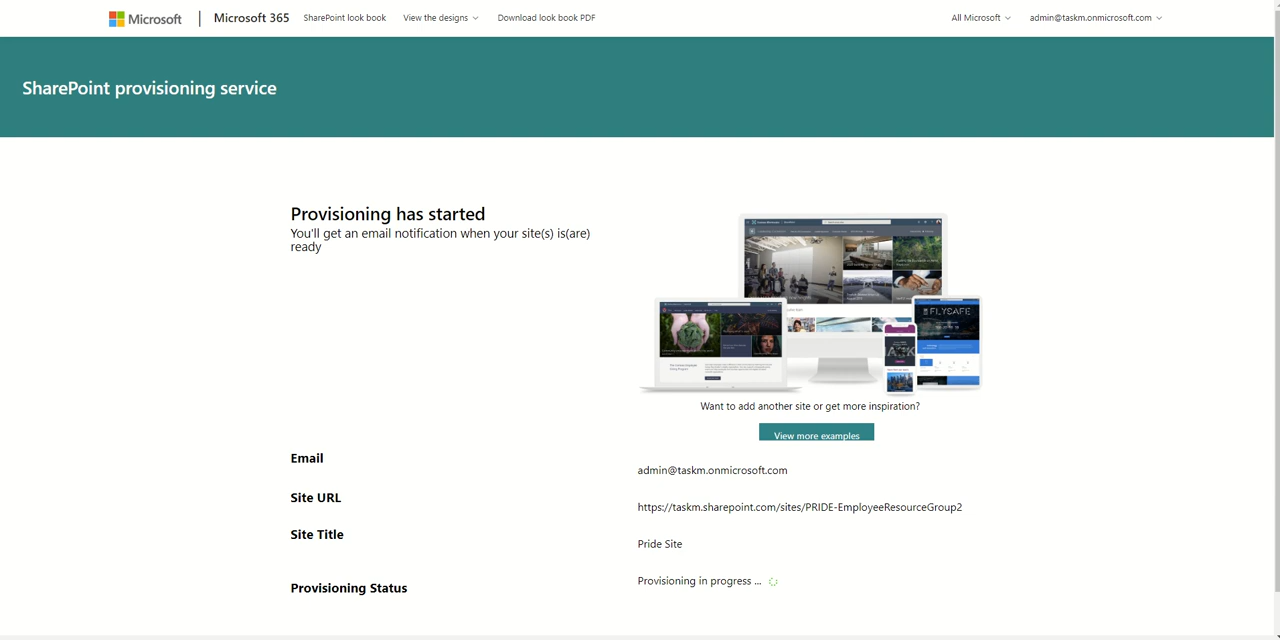 Microsoft
Microsoft 365
SharePoint look book
View the designs
Download look book PDF
All Microsoft
admin@taskm.onmicrosoft.com
SharePoint provisioning service
Provisioning has started
You'll get an email notification when your site(s) is(are)
ready
FLYSAFE
Want to add another site or get more inspiration?
View more examples
Email
admin@taskm.onmicrosoft.com
Site URL
https://taskm.sharepoint.com/sites/PRIDE-EmployeeResourceGroup2
Site Title
Pride Site
Provisioning Status
Provisioning in progress ...